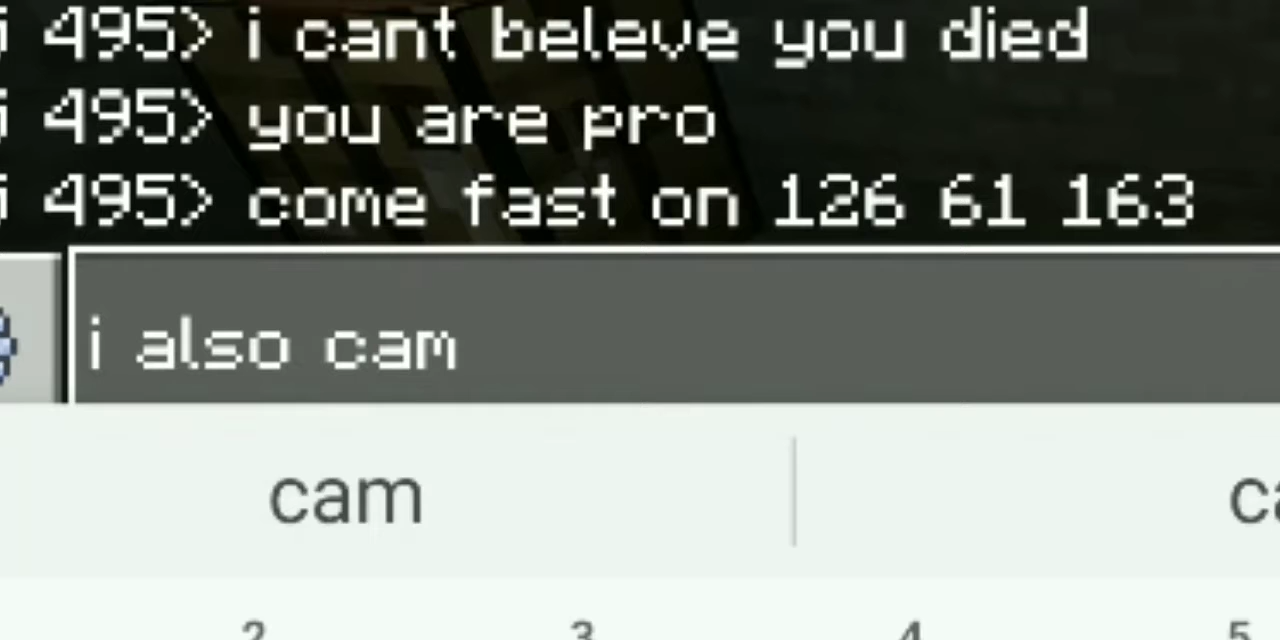 495> i cant beleve you died
495> you are pro
495> come fast on 126 61 163
i also cam
cam
2 3 4 5